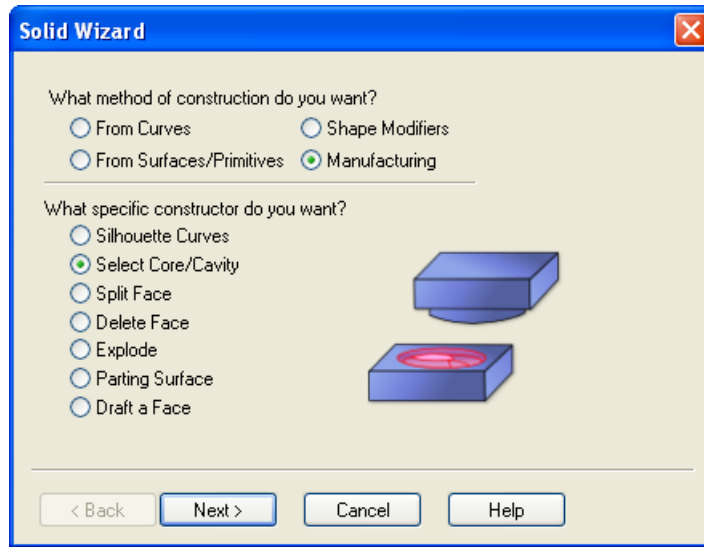 Solid Wizard
What method of construction do you want?
From Curves Shape Modifiers
From Surfaces/Primitives Manufacturing
What specific constructor do you want?
Silhouette Curves
Select Core/Cavity
Split Face
Delete Face
Explode
Parting Surface
Draft a Face
< Back Next > Cancel Help